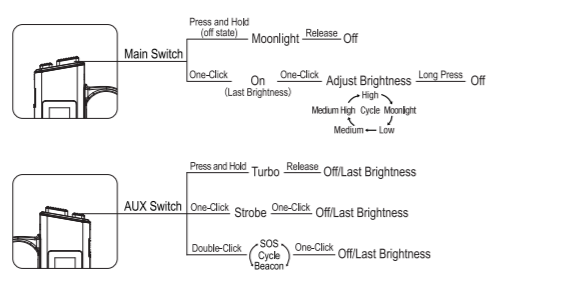 Press and Hold
(off state)
Moonlight
Release
Off
Main Switch
One-Click
On
(Last Brightness)
One-Click
Adjust Brightness
Long Press
Off
High
Medium High
Cycle
Moonlight
Medium
Low
Press and Hold
Turbo
Release
Off/Last Brightness
AUX Switch
One-Click
Strobe
One-Click
Off/Last Brightness
Double-Click
SOS
Cycle
Beacon
One-Click
Off/Last Brightness